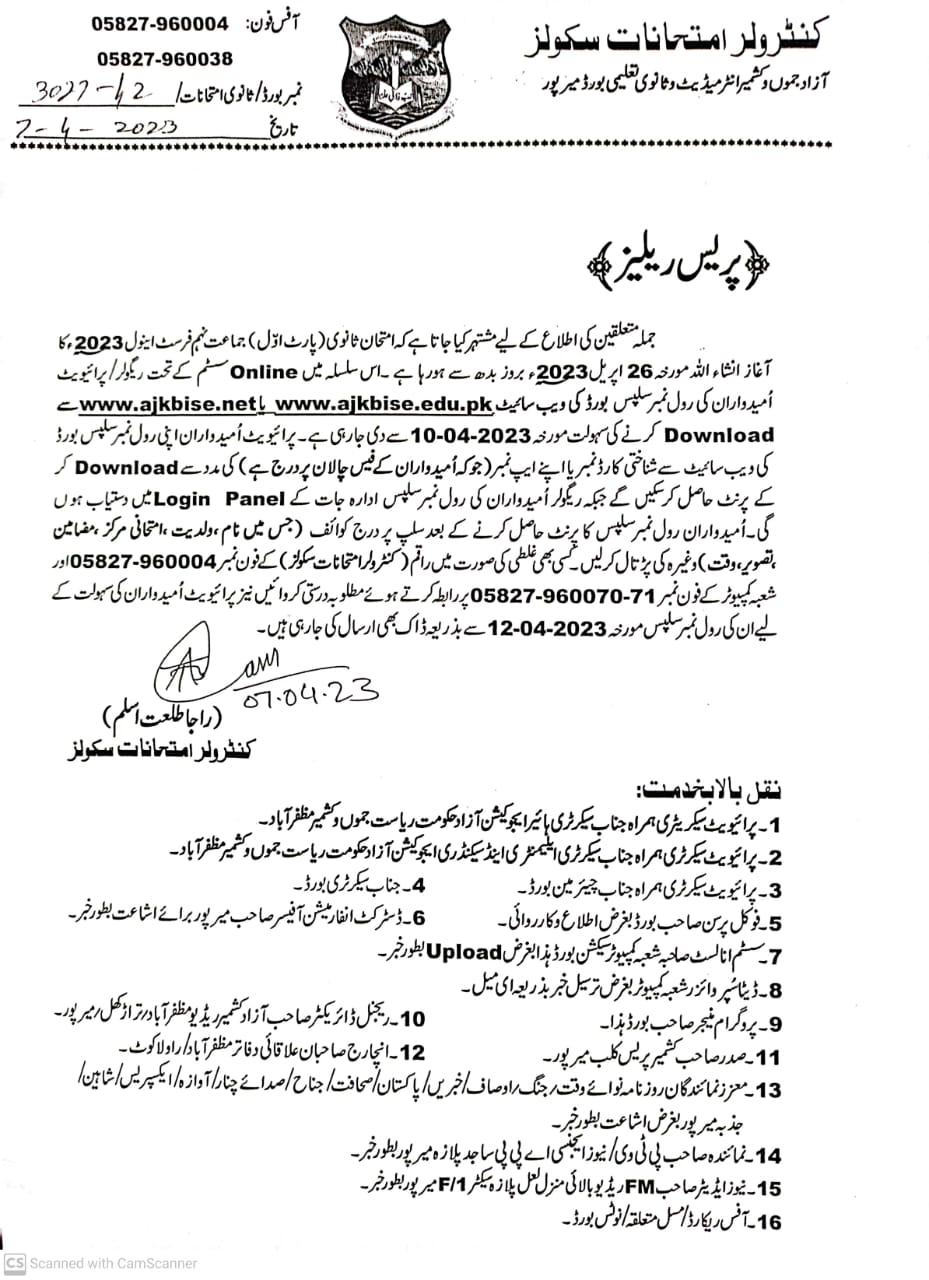 کنٹرولر امتحانات سکولز
آزاد جموں و کشمیر انٹرمیڈیٹ و ثانوی تعلیمی بورڈ میرپور
آفس فون: 05827-960004
05827-960038
نمبر بورڈ/ثانوی امتحانات/ 3027-42
تاریخ 7-4-2023
﴿پریس ریلیز﴾
جملہ متعلقین کی اطلاع کے لیے مشتہر کیا جاتا ہے کہ امتحان ثانوی (پارٹ اوّل) جماعت نہم فرسٹ اینول 2023ء کا
آغاز انشاء اللہ مورخہ 26 اپریل 2023ء بروز بدھ سے ہو رہا ہے۔ اس سلسلہ میں Online سسٹم کے تحت ریگولر/پرائیویٹ
اُمیدواران کی رول نمبر سلپس بورڈ کی ویب سائیٹ www.ajkbise.edu.pk یا www.ajkbise.net سے
Download کرنے کی سہولت مورخہ 10-04-2023 سے دی جارہی ہے۔ پرائیویٹ اُمیدواران اپنی رول نمبر سلپس بورڈ
کی ویب سائیٹ سے شناختی کارڈ نمبر یا اپنے ایپ نمبر (جو کہ اُمیدواران کے فیس چالان پر درج ہے) کی مدد سے Download کر
کے پرنٹ حاصل کرسکیں گے جبکہ ریگولر اُمیدواران کی رول نمبر سلپس ادارہ جات کے Login Panel میں دستیاب ہوں
گی۔ اُمیدواران رول نمبر سلپس کا پرنٹ حاصل کرنے کے بعد سلپ پر درج کوائف (جس میں نام، ولدیت، امتحانی مرکز، مضامین
،تصویر، وقت) وغیرہ کی پڑتال کرلیں۔ کسی بھی غلطی کی صورت میں راقم (کنٹرولر امتحانات سکولز) کے فون نمبر 05827-960004 اور
شعبہ کمپیوٹر کے فون نمبر 05827-960070-71 پر رابطہ کرتے ہوئے مطلوبہ درستی کروائیں نیز پرائیویٹ اُمیدواران کی سہولت کے
لیے ان کی رول نمبر سلپس مورخہ 12-04-2023 سے بذریعہ ڈاک بھی ارسال کی جارہی ہیں۔
07.04.23
(راجا طلعت اسلم)
کنٹرولر امتحانات سکولز
نقل بالا بخدمت:
1۔ پرائیویٹ سیکریٹری ہمراہ جناب سیکرٹری ہائیر ایجوکیشن آزاد حکومت ریاست جموں و کشمیر مظفرآباد۔
2۔ پرائیویٹ سیکرٹری ہمراہ جناب سیکرٹری ایلیمنٹری اینڈ سیکنڈری ایجوکیشن آزاد حکومت ریاست جموں و کشمیر مظفرآباد۔
3۔ پرائیویٹ سیکرٹری ہمراہ جناب چیئرمین بورڈ۔ 4۔ جناب سیکرٹری بورڈ۔
5۔ فوکل پرسن صاحب بورڈ بغرض اطلاع و کارروائی۔ 6۔ ڈسٹرکٹ انفارمیشن آفیسر صاحب میرپور برائے اشاعت بطور خبر۔
7۔ سسٹم انالسٹ صاحبہ شعبہ کمپیوٹر سیکشن بورڈ ہذا بغرض Upload بطور خبر۔
8۔ ڈیٹا سپروائزر شعبہ کمپیوٹر بغرض ترسیل خبر بذریعہ ای میل۔
9۔ پروگرام منیجر صاحب بورڈ ہذا۔ 10۔ ریجنل ڈائریکٹر صاحب آزاد کشمیر ریڈیو مظفرآباد/تراڑکھل/میرپور۔
11۔ صدر صاحب کشمیر پریس کلب میرپور۔ 12۔ انچارج صاحبان علاقائی دفاتر مظفرآباد/راولاکوٹ۔
13۔ معزز نمائندگان روزنامہ نوائے وقت/جنگ/اوصاف/خبریں/پاکستان/صحافت/جناح/صدائے چنار/آوازہ/ایکسپریس/شاہین/
جذبہ میرپور بغرض اشاعت بطور خبر۔
14۔ نمائندہ صاحب پی ٹی وی/نیوز ایجنسی اے پی پی ساجد پلازہ میرپور بطور خبر۔
15۔ نیوز ایڈیٹر صاحب FM ریڈیو بالائی منزل لعل پلازہ سیکٹر F/1 میرپور بطور خبر۔
16۔ آفس ریکارڈ/مسل متعلقہ/نوٹس بورڈ۔
CS Scanned with CamScanner